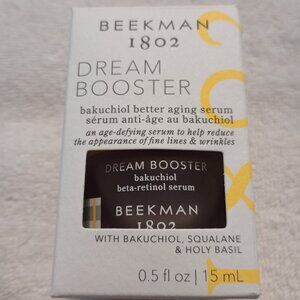 BEEKMAN
1802
DREAM
BOOSTER
bakuchiol better aging serum
sérum anti-âge au bakuchiol
an age-defying serum to help reduce
the appearance of fine lines & wrinkles
DREAM BOOSTER
bakuchiol
beta-retinol serum
BEEKMAN
1802
WITH BAKUCHIOL, SQUALANE
& HOLY BASIL
0.5 fl oz | 15 mL